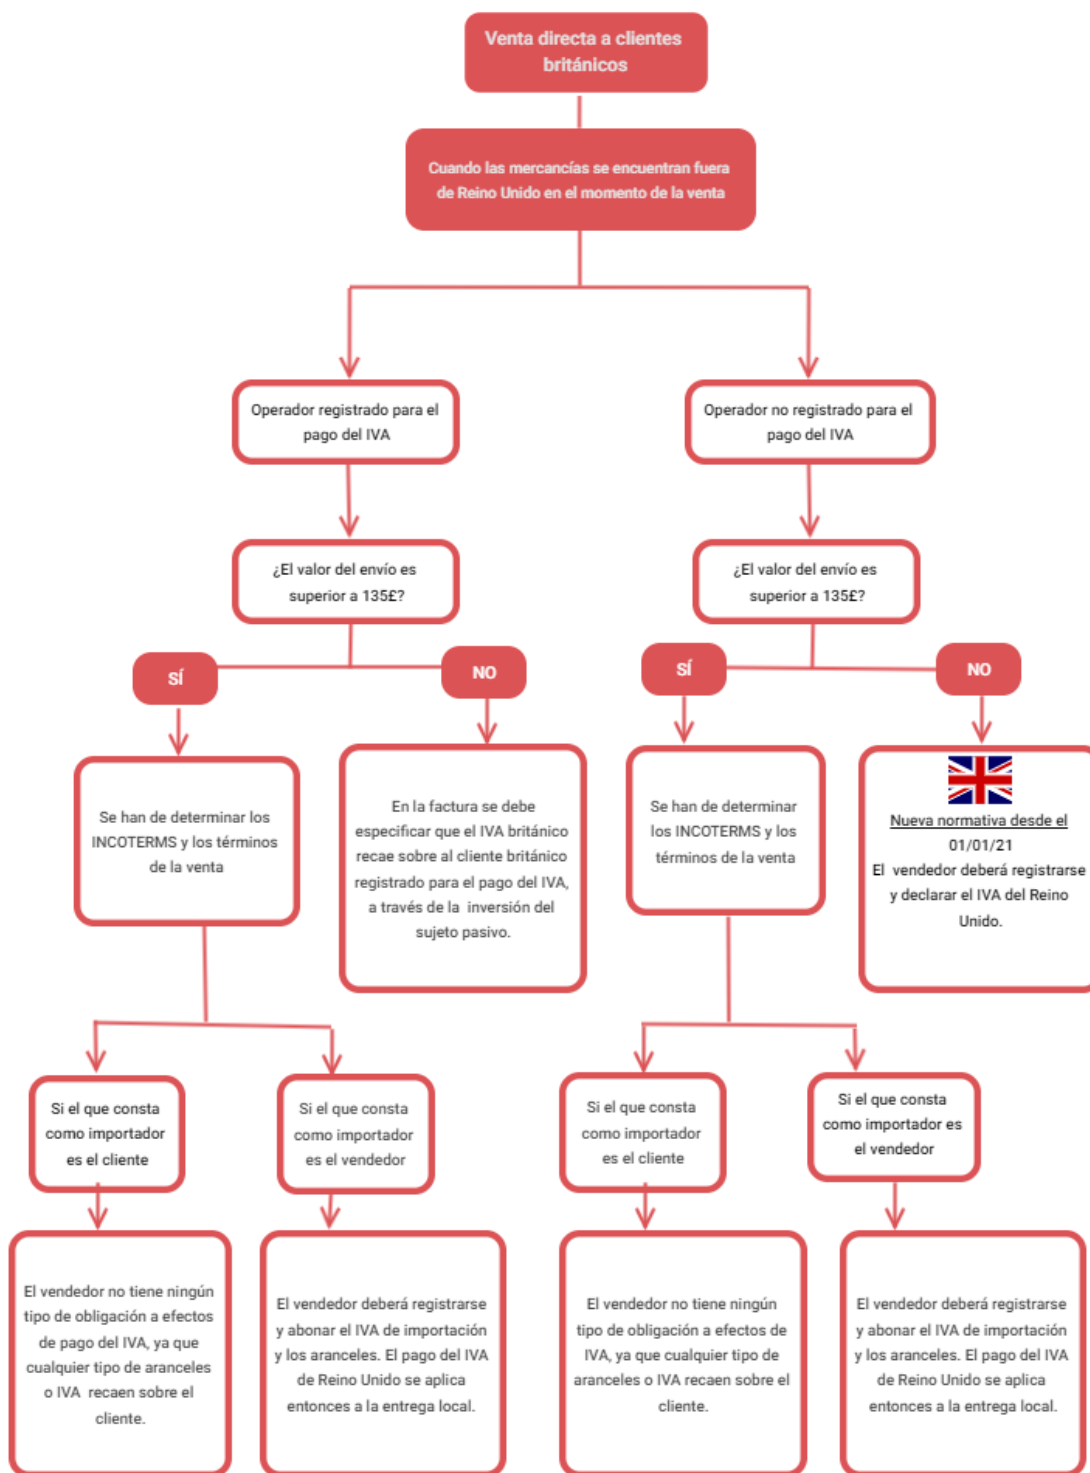 Venta directa a clientes
británicos
Cuando las mercancías se encuentran fuera
de Reino Unido en el momento de la venta
Operador registrado para el
pago del IVA
Operador no registrado para el
pago del IVA
¿El valor del envío es
superior a 135£?
¿El valor del envío es
superior a 135£?
SÍ
NO
SÍ
NO
Se han de determinar los
INCOTERMS y los términos
de la venta
En la factura se debe
especificar que el IVA británico
recae sobre al cliente británico
registrado para el pago del IVA,
a través de la inversión del
sujeto pasivo.
Se han de determinar
los INCOTERMS y los
términos de la venta
Nueva normativa desde el
01/01/21
El vendedor deberá registrarse
y declarar el IVA del Reino
Unido.
Si el que consta
como importador
es el cliente
Si el que consta
como importador
es el vendedor
Si el que consta
como importador
es el cliente
Si el que consta
como importador es
el vendedor
El vendedor no tiene ningún
tipo de obligación a efectos
de pago del IVA, ya que
cualquier tipo de aranceles
o IVA recaen sobre el
cliente.
El vendedor deberá registrarse
y abonar el IVA de importación
y los aranceles. El pago del IVA
de Reino Unido se aplica
entonces a la entrega local.
El vendedor no tiene ningún
tipo de obligación a efectos de
IVA, ya que cualquier tipo de
aranceles o IVA recaen sobre el
cliente.
El vendedor deberá registrarse
y abonar el IVA de importación
y los aranceles. El pago del IVA
de Reino Unido se aplica
entonces a la entrega local.